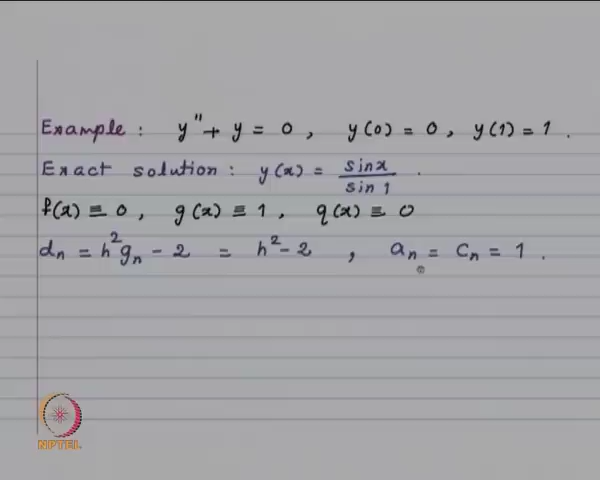 Example : y'' + y = 0 , y(0) = 0 , y(1) = 1 .
Exact solution : y(x) = sin x / sin 1 .
f(x) ≡ 0 , g(x) ≡ 1 , q(x) ≡ 0
dₙ = h²gₙ - 2 = h² - 2 , aₙ = cₙ = 1 .
NPTEL